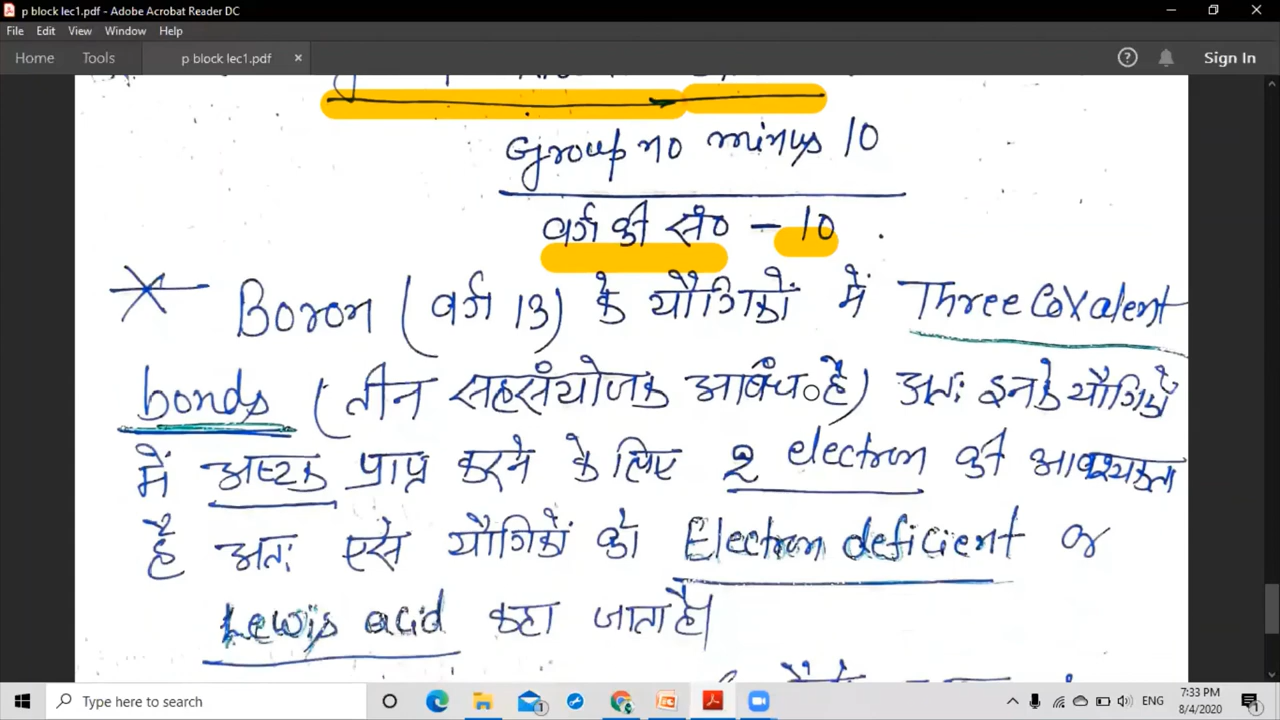 p block lec1.pdf - Adobe Acrobat Reader DC
File Edit View Window Help
Home Tools p block lec1.pdf × Sign In
Group no minus 10
वर्ग की सं० – 10
Boron (वर्ग 13) के यौगिकों में Three Covalent
bonds (तीन सहसंयोजक आबंध है) अतः इनके यौगिकों
में अष्टक प्राप्त करने के लिए 2 electron की आवश्यकता
है अतः ऐसे यौगिकों को Electron deficient or
Lewis acid कहा जाता है।
Type here to search
ENG
7:33 PM
8/4/2020